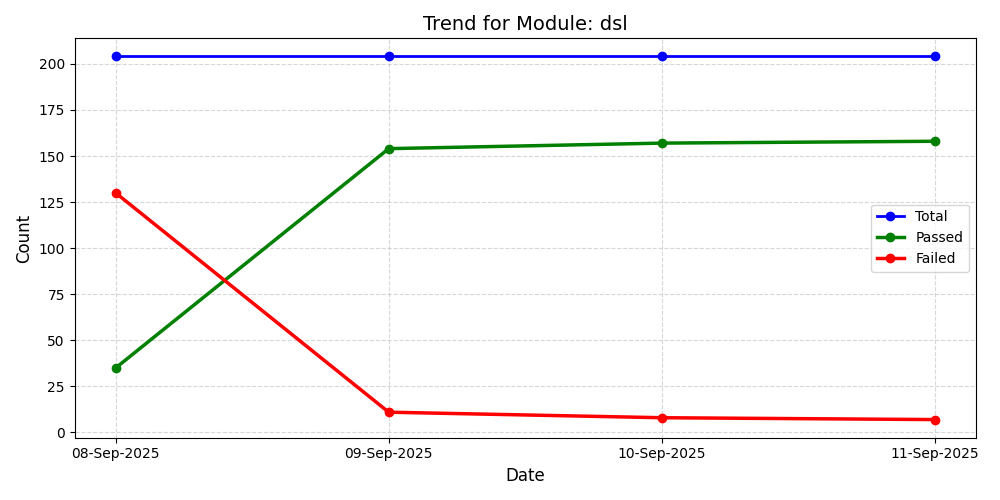 Trend for Module: dsl
200
175
150
125
100
75
50
25
0
Count
Total
Passed
Failed
08-Sep-2025
09-Sep-2025
10-Sep-2025
11-Sep-2025
Date